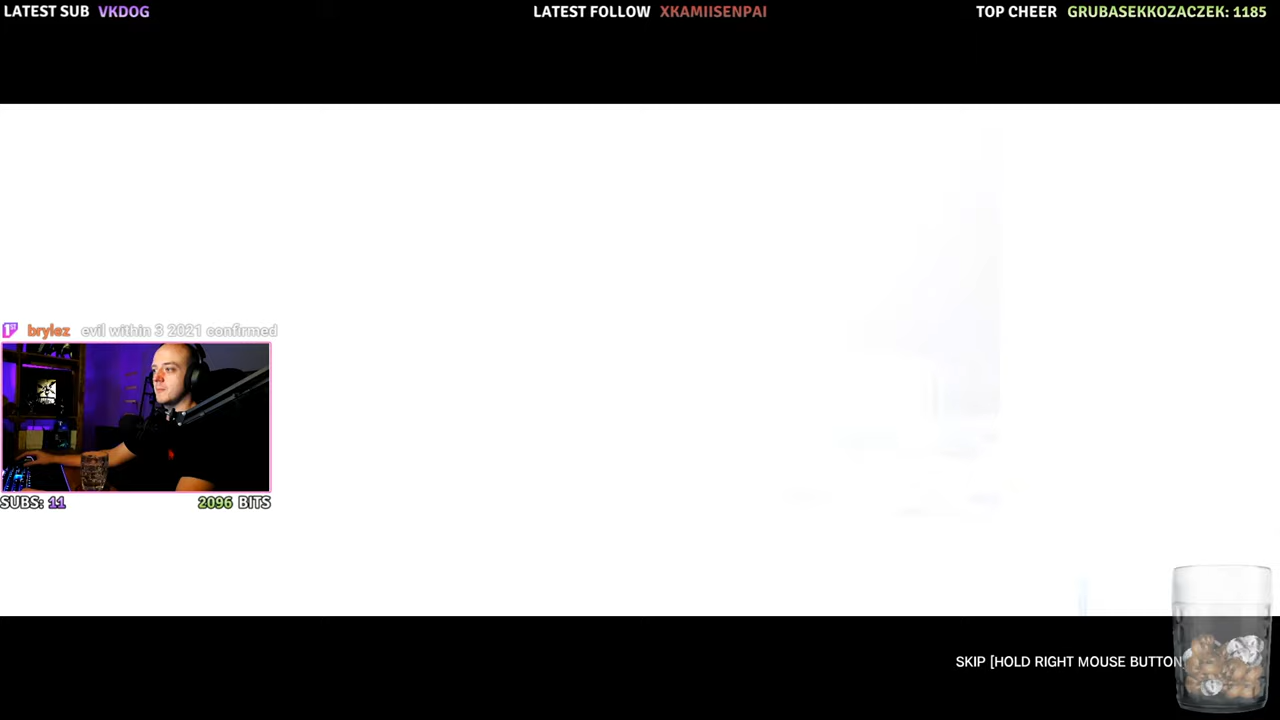 LATEST SUB VKDOG
LATEST FOLLOW XKAMIISENPAI
TOP CHEER GRUBASEKKOZACZEK: 1185
brylez evil within 3 2021 confirmed
SUBS: 11
2096 BITS
SKIP [HOLD RIGHT MOUSE BUTTON